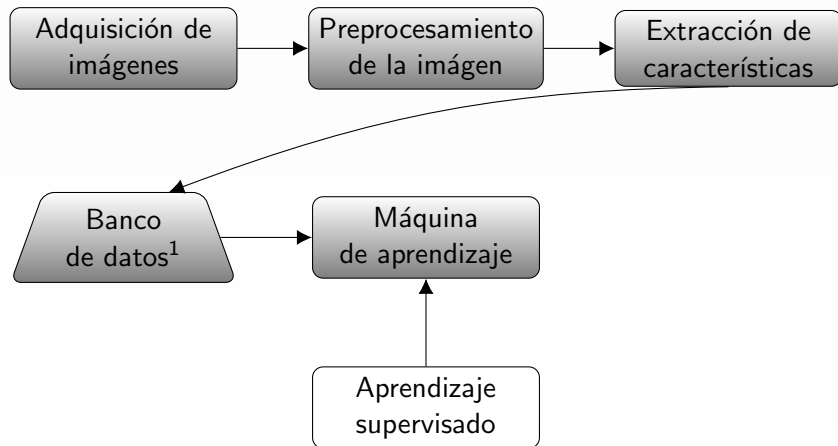 Adquisición de
imágenes
Preprocesamiento
de la imágen
Extracción de
características
Banco
de datos¹
Máquina
de aprendizaje
Aprendizaje
supervisado